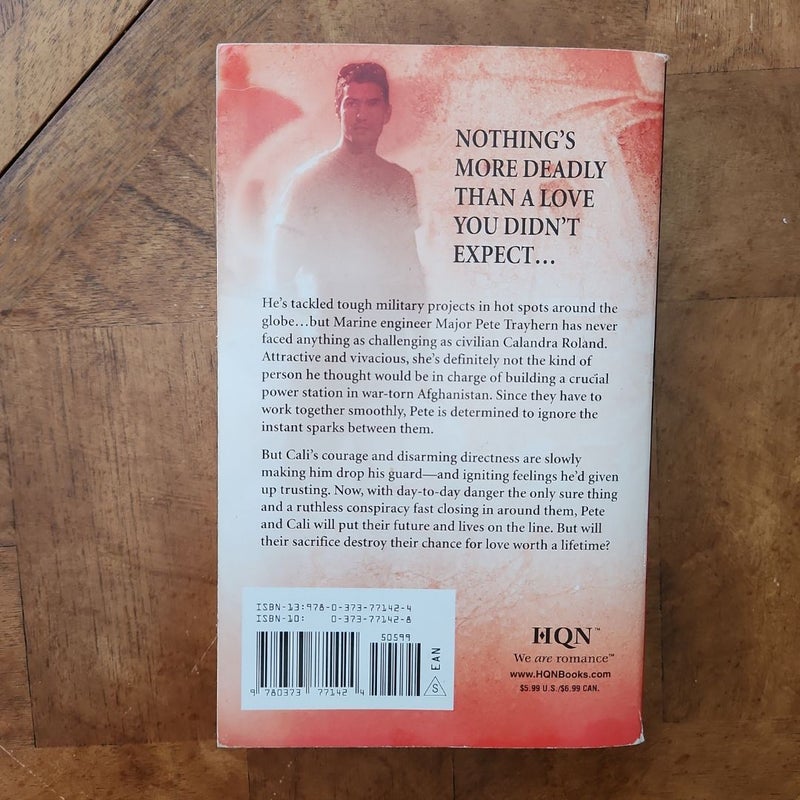 NOTHING'S
MORE DEADLY
THAN A LOVE
YOU DIDN'T
EXPECT...
He's tackled tough military projects in hot spots around the
globe...but Marine engineer Major Pete Trayhern has never
faced anything as challenging as civilian Calandra Roland.
Attractive and vivacious, she's definitely not the kind of
person he thought would be in charge of building a crucial
power station in war-torn Afghanistan. Since they have to
work together smoothly, Pete is determined to ignore the
instant sparks between them.
But Cali's courage and disarming directness are slowly
making him drop his guard—and igniting feelings he'd given
up trusting. Now, with day-to-day danger the only sure thing
and a ruthless conspiracy fast closing in around them, Pete
and Cali will put their future and lives on the line. But will
their sacrifice destroy their chance for love worth a lifetime?
ISBN-13:978-0-373-77142-4
ISBN-10: 0-373-77142-8
50599
EAN
S
9 780373 77142 4
HQN™
We are romance™
www.HQNBooks.com
$5.99 U.S./$6.99 CAN.